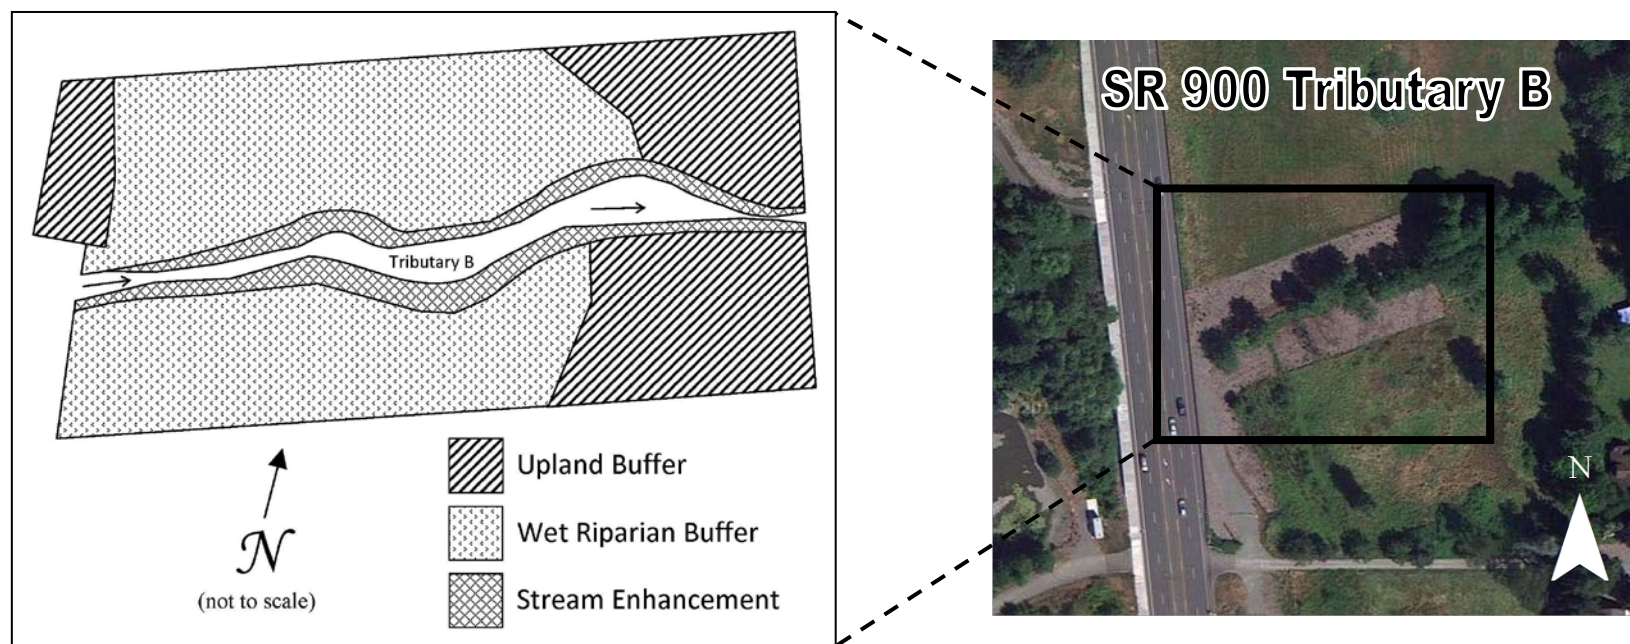 Tributary B
N
(not to scale)
Upland Buffer
Wet Riparian Buffer
Stream Enhancement
SR 900 Tributary B
N